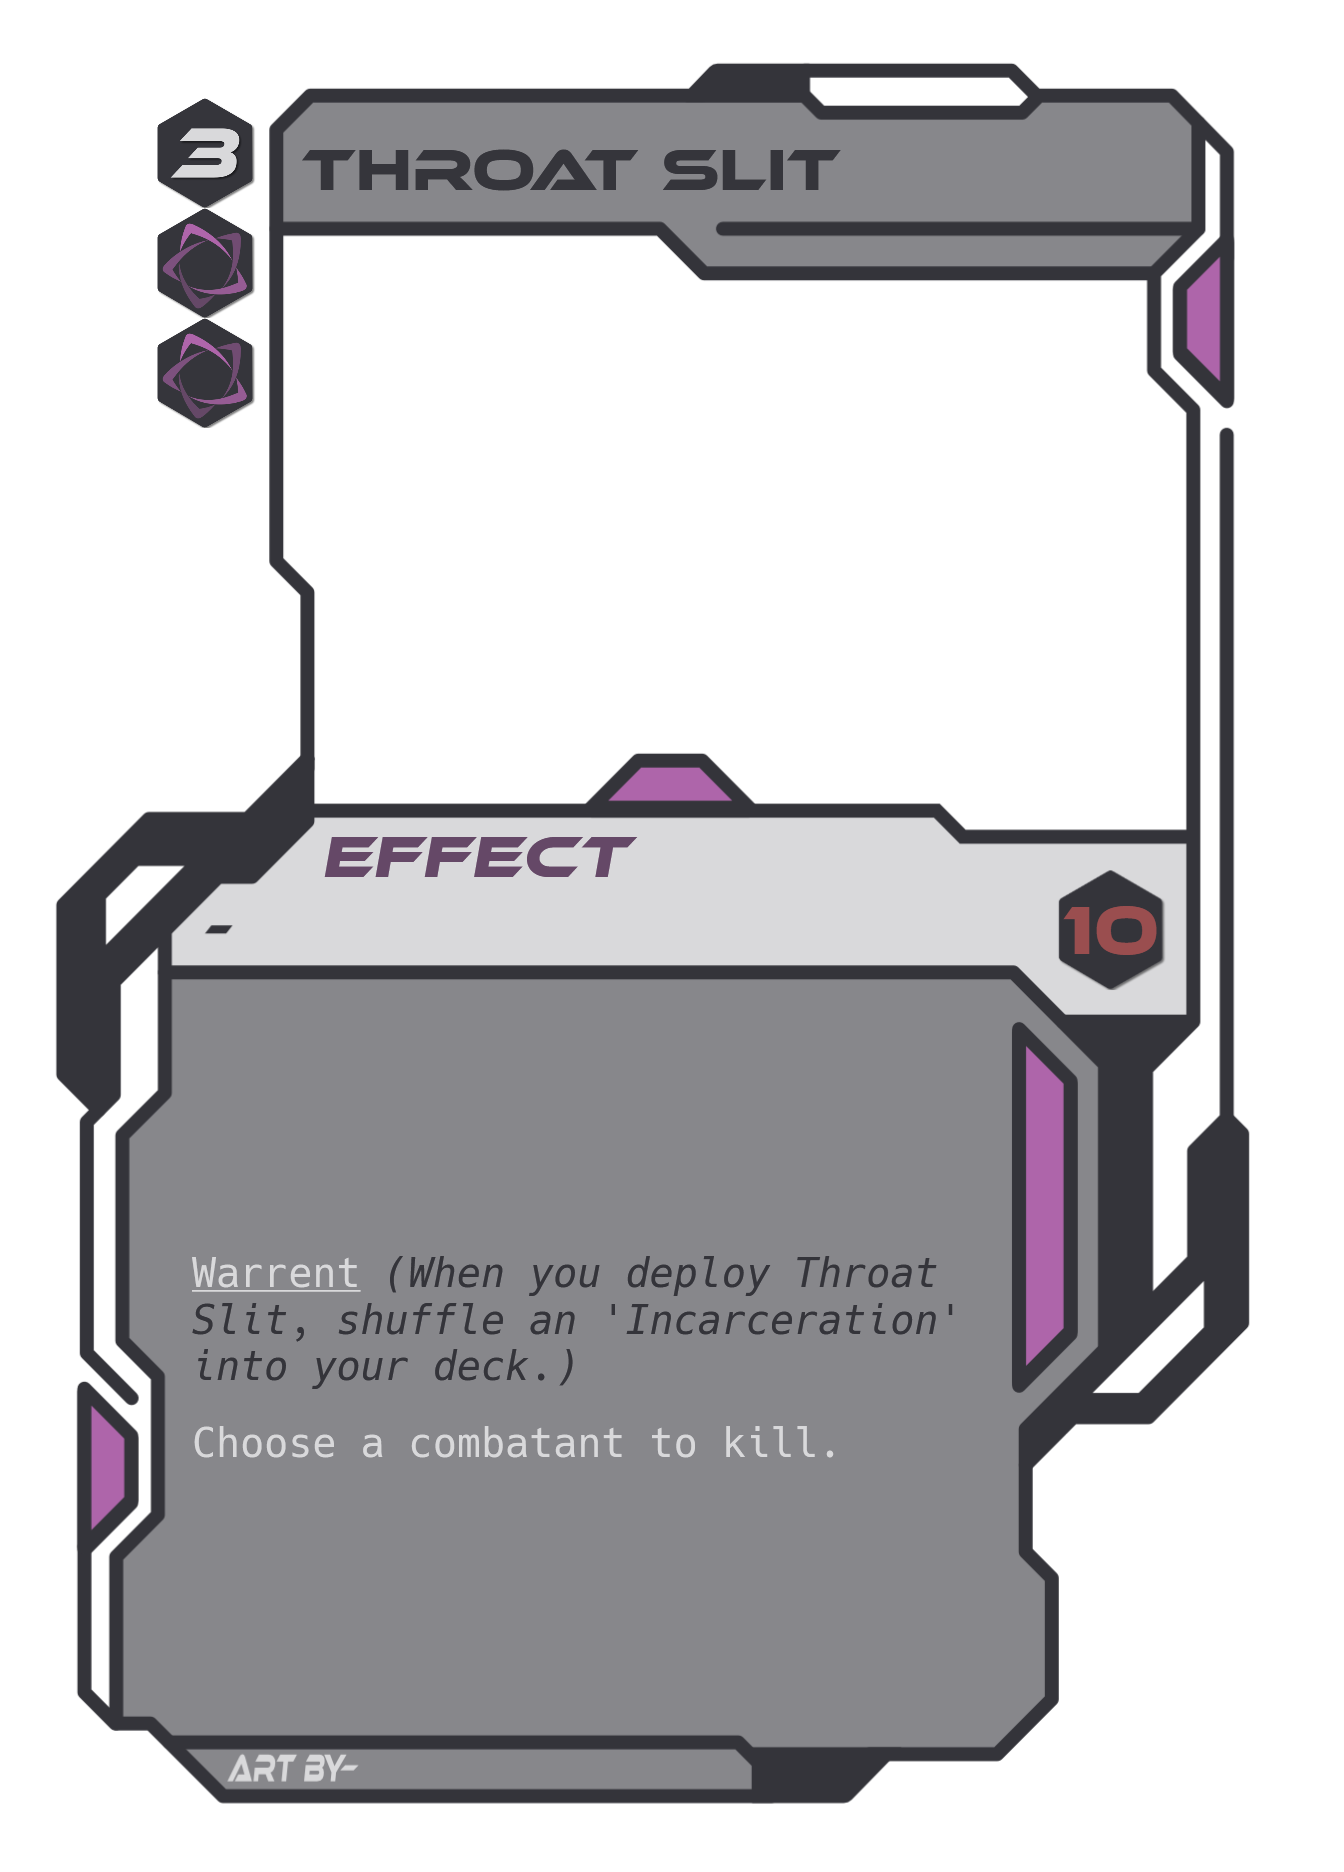 3
THROAT SLIT
EFFECT
-
10
Warrent (When you deploy Throat
Slit, shuffle an 'Incarceration'
into your deck.)
Choose a combatant to kill.
ART BY-